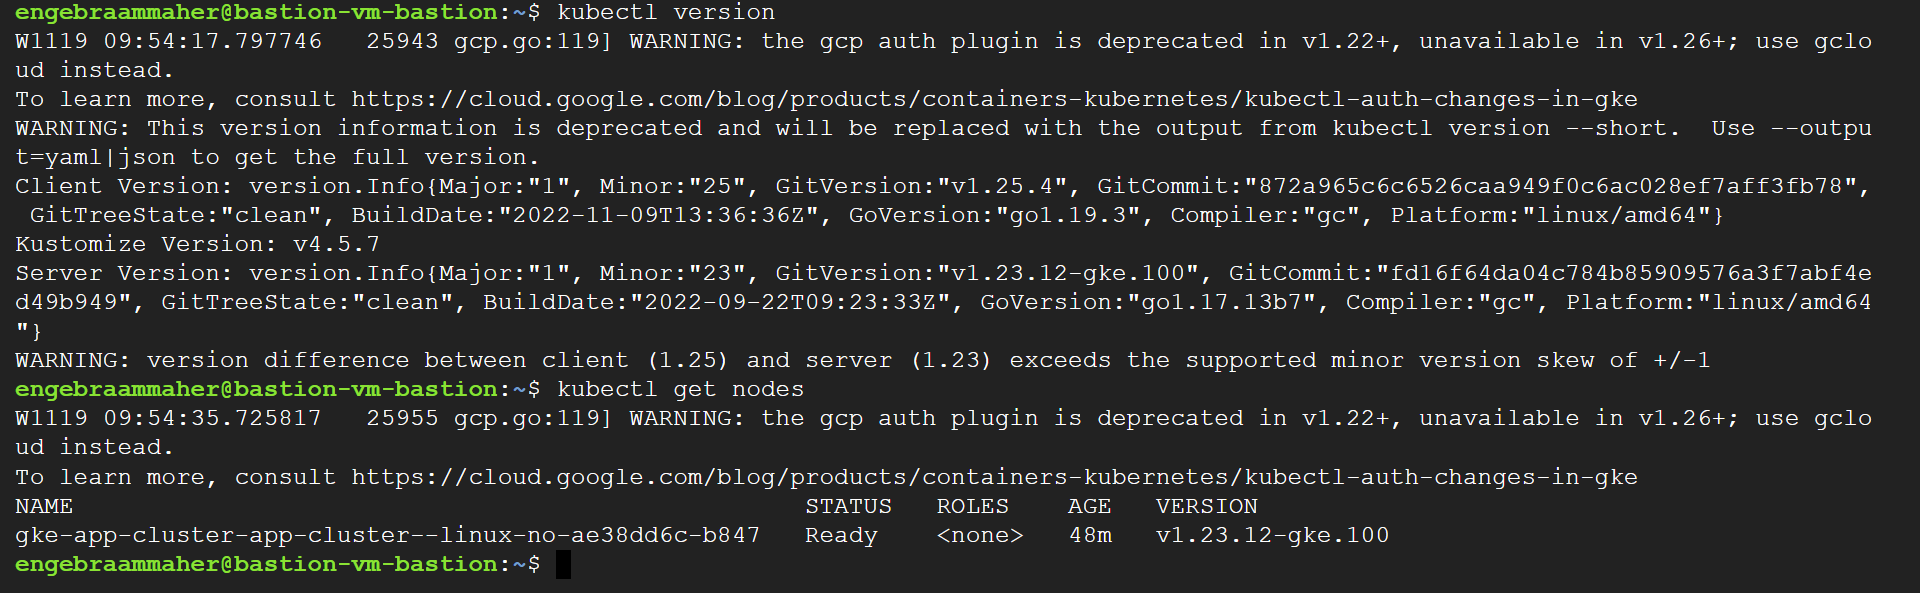 engebraammaher@bastion-vm-bastion:~$ kubectl version
W1119 09:54:17.797746   25943 gcp.go:119] WARNING: the gcp auth plugin is deprecated in v1.22+, unavailable in v1.26+; use gclo
ud instead.
To learn more, consult https://cloud.google.com/blog/products/containers-kubernetes/kubectl-auth-changes-in-gke
WARNING: This version information is deprecated and will be replaced with the output from kubectl version --short.  Use --outpu
t=yaml|json to get the full version.
Client Version: version.Info{Major:"1", Minor:"25", GitVersion:"v1.25.4", GitCommit:"872a965c6c6526caa949f0c6ac028ef7aff3fb78",
 GitTreeState:"clean", BuildDate:"2022-11-09T13:36:36Z", GoVersion:"go1.19.3", Compiler:"gc", Platform:"linux/amd64"}
Kustomize Version: v4.5.7
Server Version: version.Info{Major:"1", Minor:"23", GitVersion:"v1.23.12-gke.100", GitCommit:"fd16f64da04c784b85909576a3f7abf4e
d49b949", GitTreeState:"clean", BuildDate:"2022-09-22T09:23:33Z", GoVersion:"go1.17.13b7", Compiler:"gc", Platform:"linux/amd64
"}
WARNING: version difference between client (1.25) and server (1.23) exceeds the supported minor version skew of +/-1
engebraammaher@bastion-vm-bastion:~$ kubectl get nodes
W1119 09:54:35.725817   25955 gcp.go:119] WARNING: the gcp auth plugin is deprecated in v1.22+, unavailable in v1.26+; use gclo
ud instead.
To learn more, consult https://cloud.google.com/blog/products/containers-kubernetes/kubectl-auth-changes-in-gke
NAME                                                  STATUS   ROLES    AGE   VERSION
gke-app-cluster-app-cluster--linux-no-ae38dd6c-b847   Ready    <none>   48m   v1.23.12-gke.100
engebraammaher@bastion-vm-bastion:~$